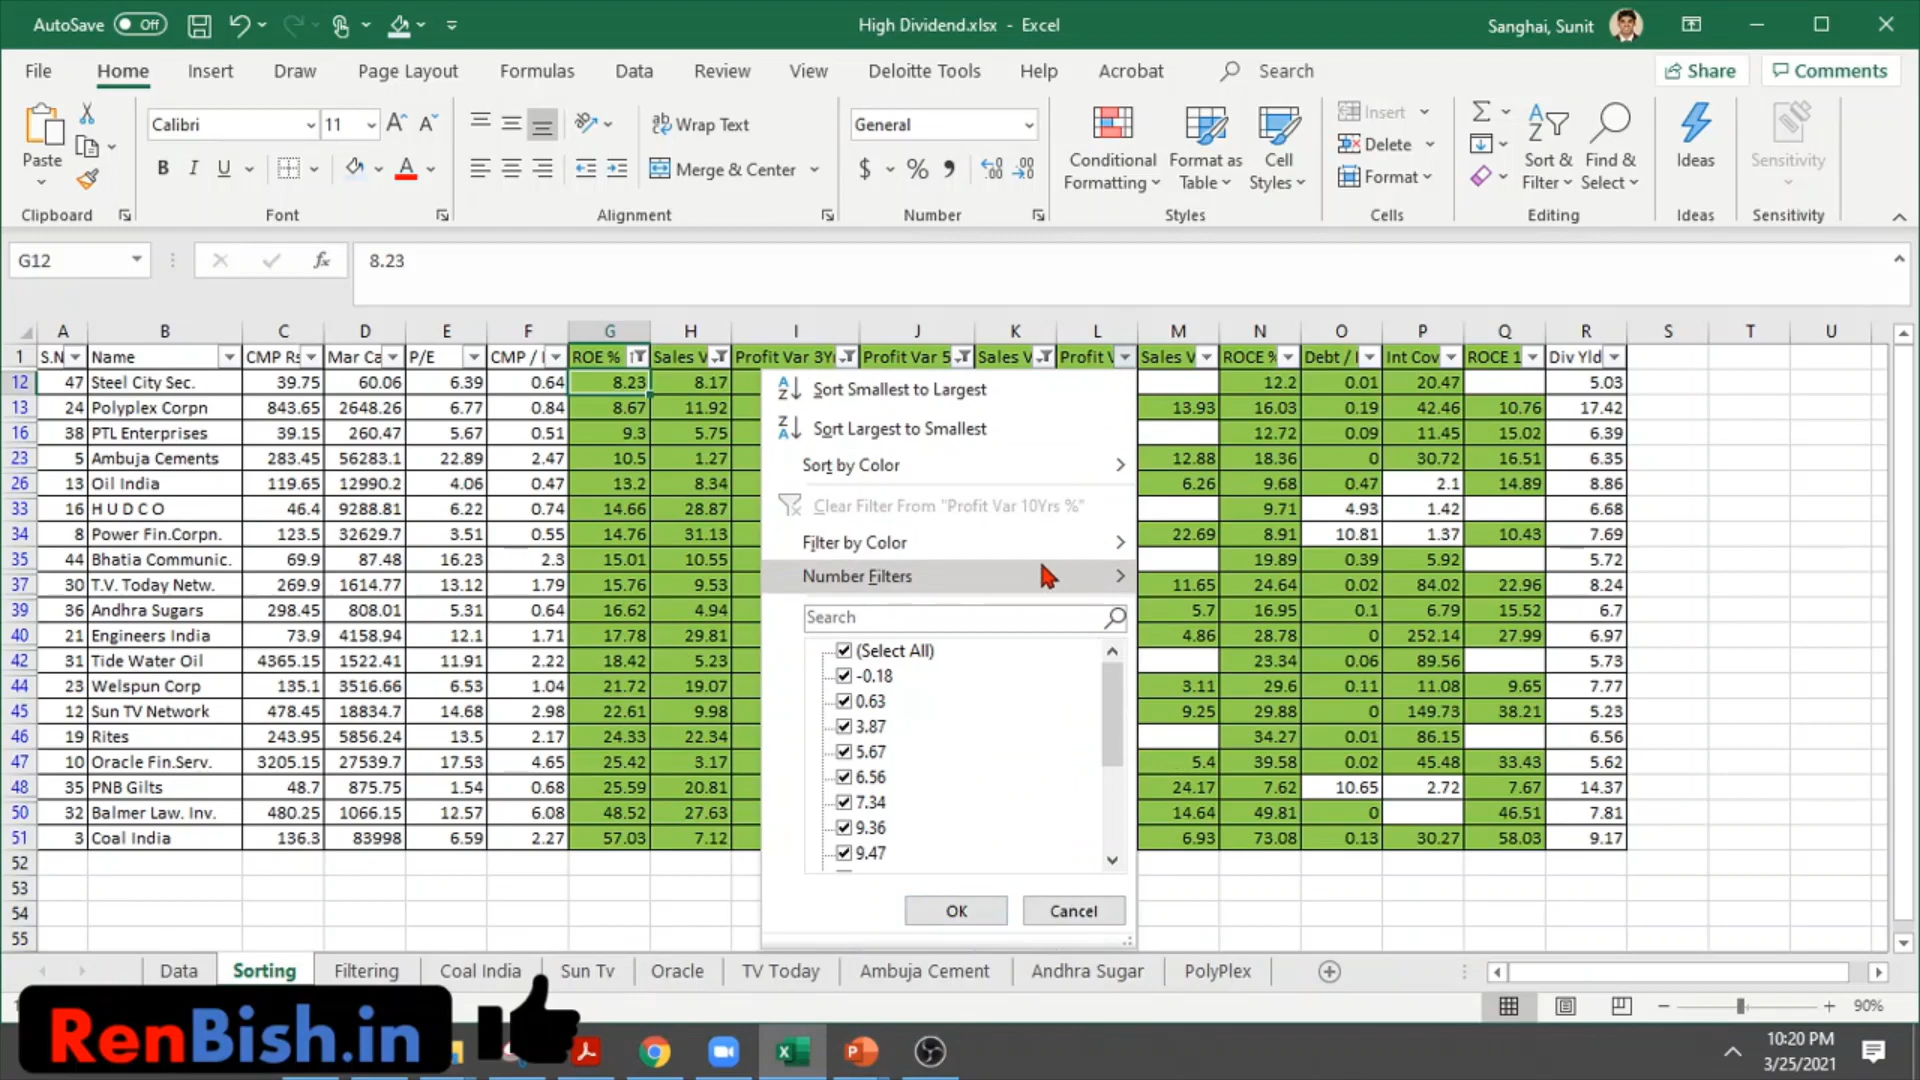 AutoSave Off High Dividend.xlsx - Excel Sanghai, Sunit
File Home Insert Draw Page Layout Formulas Data Review View Deloitte Tools Help Acrobat Search Share Comments
Paste
Calibri 11
Wrap Text
General
Merge & Center
Conditional Formatting
Format as Table
Cell Styles
Insert
Delete
Format
Sort & Filter
Find & Select
Ideas
Sensitivity
Clipboard Font Alignment Number Styles Cells Editing Ideas Sensitivity
G12 fx 8.23
A B C D E F G H I J K L M N O P Q R S T U
1 S.N Name CMP Rs Mar Ca P/E CMP / ROE % Sales V Profit Var 3Yr Profit Var 5 Sales V Profit V Sales V ROCE % Debt / Int Cov ROCE 1 Div Yld
12 47 Steel City Sec. 39.75 60.06 6.39 0.64 8.23 8.17 12.2 0.01 20.47 5.03
13 24 Polyplex Corpn 843.65 2648.26 6.77 0.84 8.67 11.92 13.93 16.03 0.19 42.46 10.76 17.42
16 38 PTL Enterprises 39.15 260.47 5.67 0.51 9.3 5.75 12.72 0.09 11.45 15.02 6.39
23 5 Ambuja Cements 283.45 56283.1 22.89 2.47 10.5 1.27 12.88 18.36 0 30.72 16.51 6.35
26 13 Oil India 119.65 12990.2 4.06 0.47 13.2 8.34 6.26 9.68 0.47 2.1 14.89 8.86
33 16 H U D C O 46.4 9288.81 6.22 0.74 14.66 28.87 9.71 4.93 1.42 6.68
34 8 Power Fin.Corpn. 123.5 32629.7 3.51 0.55 14.76 31.13 22.69 8.91 10.81 1.37 10.43 7.69
35 44 Bhatia Communic. 69.9 87.48 16.23 2.3 15.01 10.55 19.89 0.39 5.92 5.72
37 30 T.V. Today Netw. 269.9 1614.77 13.12 1.79 15.76 9.53 11.65 24.64 0.02 84.02 22.96 8.24
39 36 Andhra Sugars 298.45 808.01 5.31 0.64 16.62 4.94 5.7 16.95 0.1 6.79 15.52 6.7
40 21 Engineers India 73.9 4158.94 12.1 1.71 17.78 29.81 4.86 28.78 0 252.14 27.99 6.97
42 31 Tide Water Oil 4365.15 1522.41 11.91 2.22 18.42 5.23 23.34 0.06 89.56 5.73
44 23 Welspun Corp 135.1 3516.66 6.53 1.04 21.72 19.07 3.11 29.6 0.11 11.08 9.65 7.77
45 12 Sun TV Network 478.45 18834.7 14.68 2.98 22.61 9.98 9.25 29.88 0 149.73 38.21 5.23
46 19 Rites 243.95 5856.24 13.5 2.17 24.33 22.34 34.27 0.01 86.15 6.56
47 10 Oracle Fin.Serv. 3205.15 27539.7 17.53 4.65 25.42 3.17 5.4 39.58 0.02 45.48 33.43 5.62
48 35 PNB Gilts 48.7 875.75 1.54 0.68 25.59 20.81 24.17 7.62 10.65 2.72 7.67 14.37
50 32 Balmer Law. Inv. 480.25 1066.15 12.57 6.08 48.52 27.63 14.64 49.81 0 46.51 7.81
51 3 Coal India 136.3 83998 6.59 2.27 57.03 7.12 6.93 73.08 0.13 30.27 58.03 9.17
52
53
54
55
Sort Smallest to Largest
Sort Largest to Smallest
Sort by Color
Clear Filter From "Profit Var 10Yrs %"
Filter by Color
Number Filters
Search
(Select All)
-0.18
0.63
3.87
5.67
6.56
7.34
9.36
9.47
OK Cancel
Data Sorting Filtering Coal India Sun Tv Oracle TV Today Ambuja Cement Andhra Sugar PolyPlex
90%
RenBish.in
10:20 PM
3/25/2021